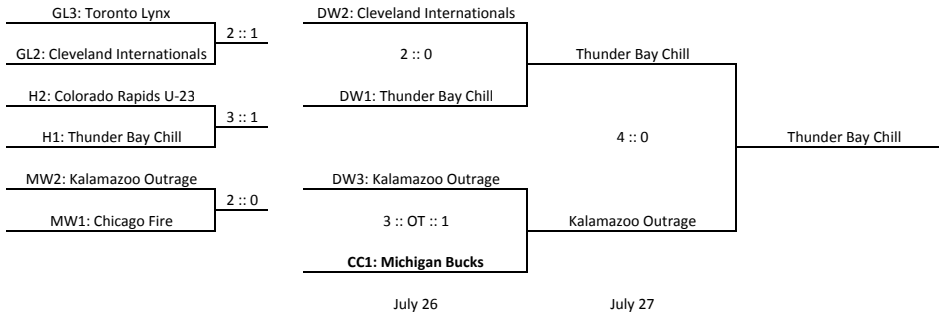 GL3: Toronto Lynx
DW2: Cleveland Internationals
2 :: 1
GL2: Cleveland Internationals
2 :: 0
Thunder Bay Chill
H2: Colorado Rapids U-23
DW1: Thunder Bay Chill
3 :: 1
H1: Thunder Bay Chill
4 :: 0
Thunder Bay Chill
MW2: Kalamazoo Outrage
DW3: Kalamazoo Outrage
2 :: 0
MW1: Chicago Fire
3 :: OT :: 1
Kalamazoo Outrage
CC1: Michigan Bucks
July 26
July 27